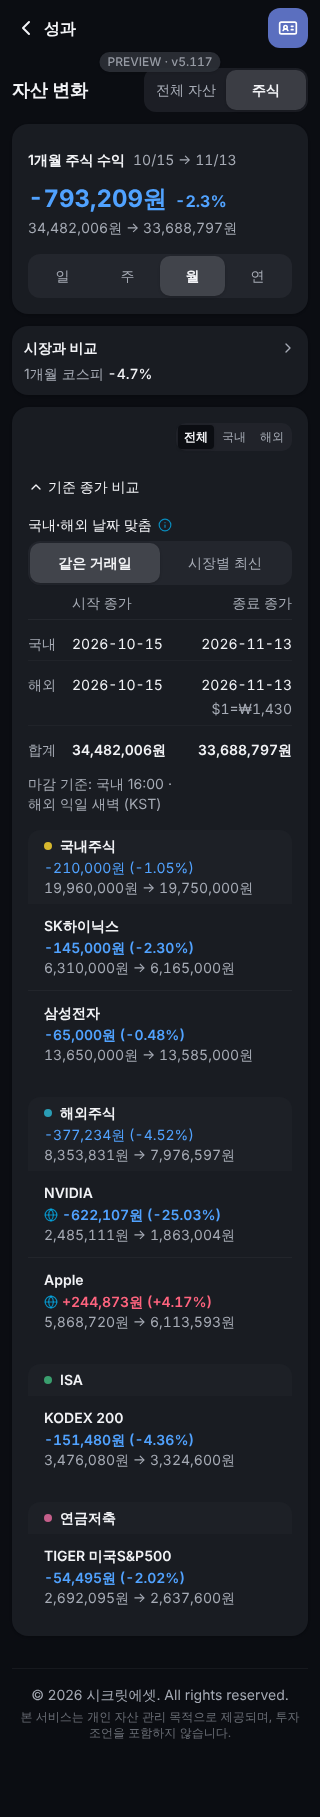 성과
PREVIEW · v5.117
자산 변화
전체 자산 주식
1개월 주식 수익 10/15 → 11/13
-793,209원 -2.3%
34,482,006원 → 33,688,797원
일 주 월 연
시장과 비교
1개월 코스피 -4.7%
전체 국내 해외
기준 종가 비교
국내·해외 날짜 맞춤
같은 거래일 시장별 최신
시작 종가 종료 종가
국내 2026-10-15 2026-11-13
해외 2026-10-15 2026-11-13
$1=₩1,430
합계 34,482,006원 33,688,797원
마감 기준: 국내 16:00 ·
해외 익일 새벽 (KST)
국내주식
-210,000원 (-1.05%)
19,960,000원 → 19,750,000원
SK하이닉스
-145,000원 (-2.30%)
6,310,000원 → 6,165,000원
삼성전자
-65,000원 (-0.48%)
13,650,000원 → 13,585,000원
해외주식
-377,234원 (-4.52%)
8,353,831원 → 7,976,597원
NVIDIA
-622,107원 (-25.03%)
2,485,111원 → 1,863,004원
Apple
+244,873원 (+4.17%)
5,868,720원 → 6,113,593원
ISA
KODEX 200
-151,480원 (-4.36%)
3,476,080원 → 3,324,600원
연금저축
TIGER 미국S&P500
-54,495원 (-2.02%)
2,692,095원 → 2,637,600원
© 2026 시크릿에셋. All rights reserved.
본 서비스는 개인 자산 관리 목적으로 제공되며, 투자
조언을 포함하지 않습니다.